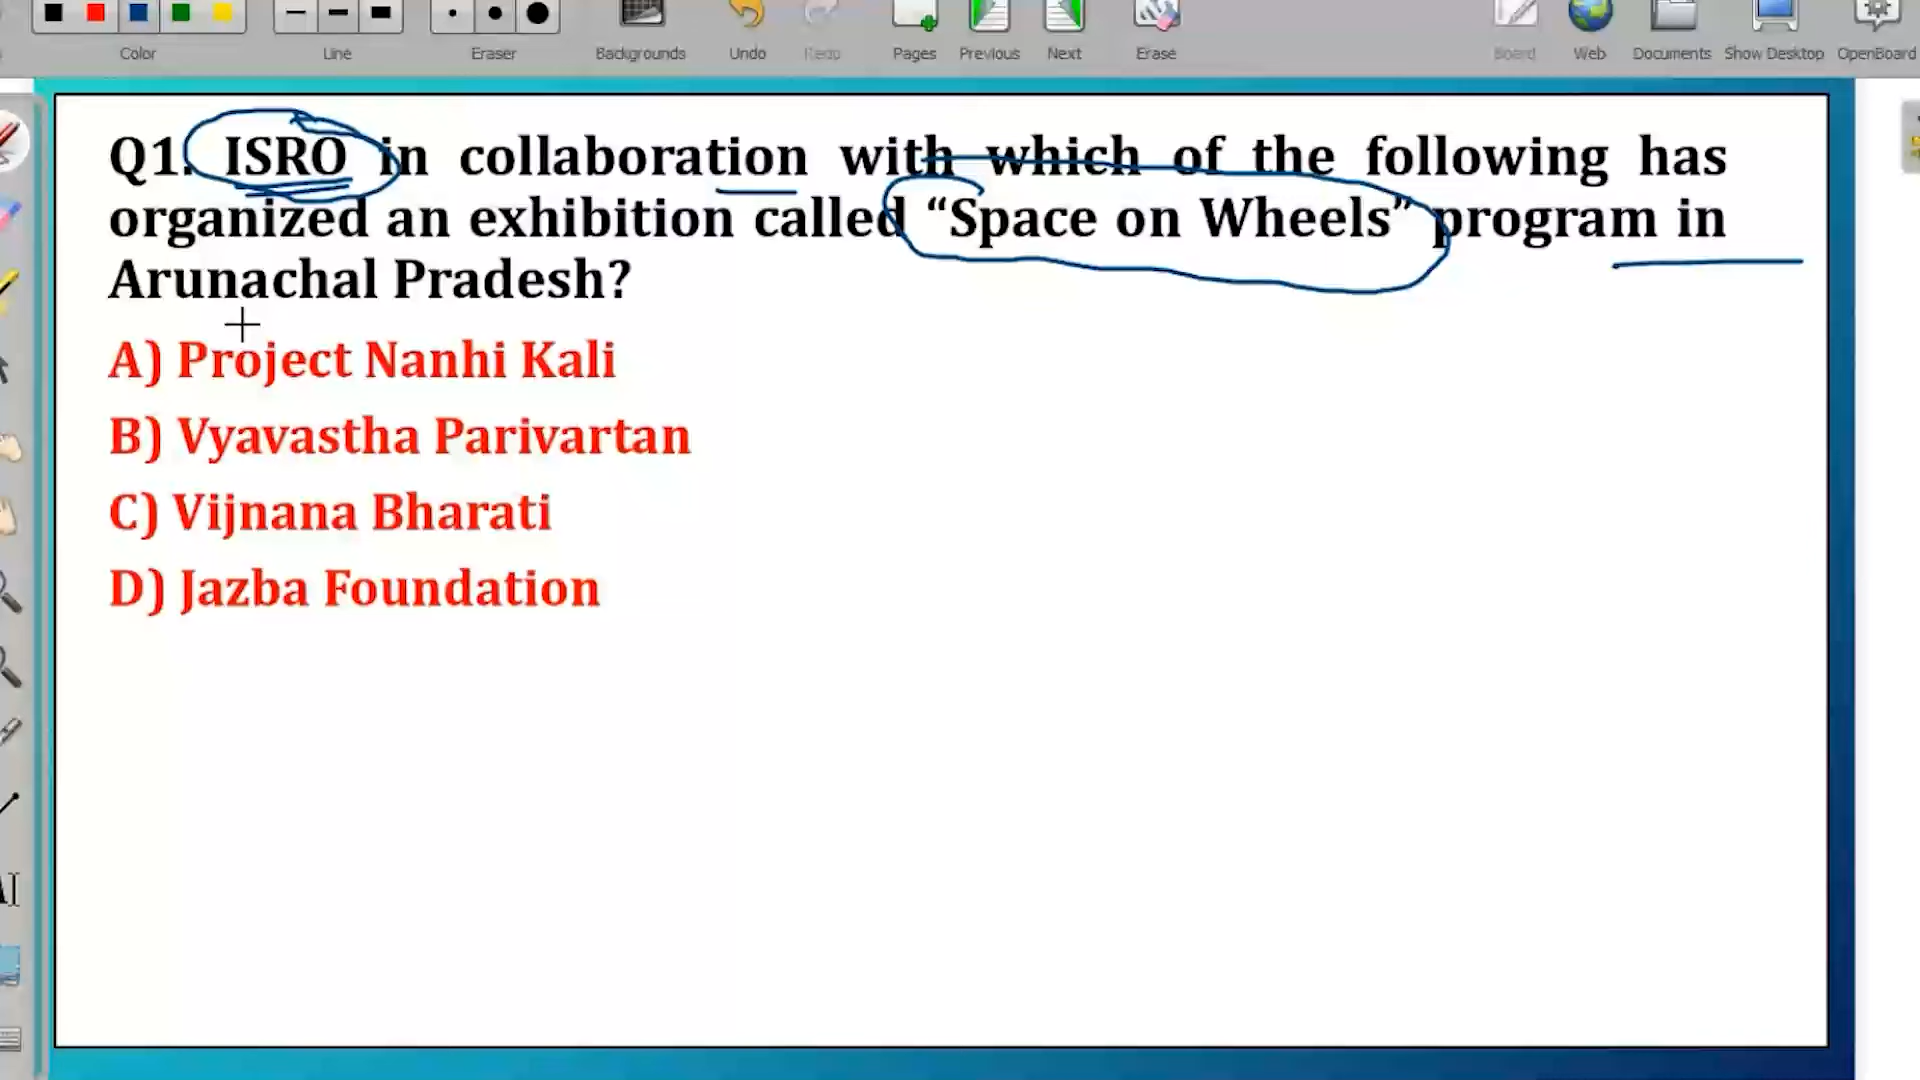 Color Line Eraser Backgrounds Undo Redo Pages Previous Next Erase Board Web Documents Show Desktop OpenBoard
Q1. ISRO in collaboration with which of the following has
organized an exhibition called “Space on Wheels” program in
Arunachal Pradesh?
A) Project Nanhi Kali
B) Vyavastha Parivartan
C) Vijnana Bharati
D) Jazba Foundation